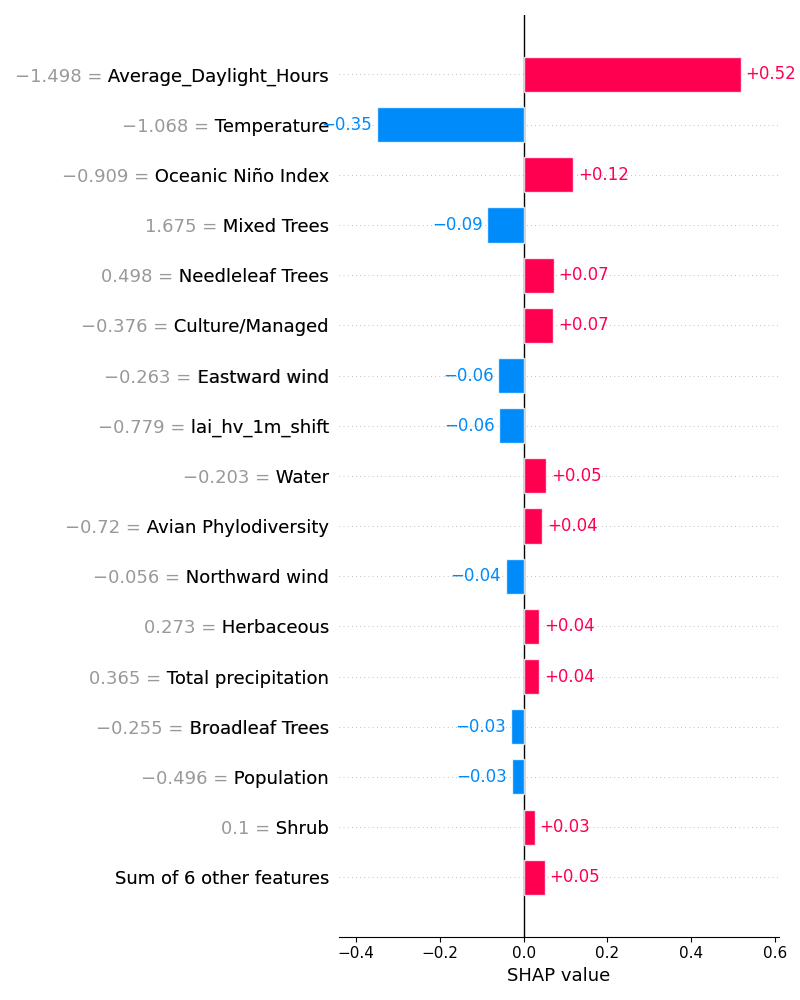 −1.498 = Average_Daylight_Hours +0.52
−1.068 = Temperature −0.35
−0.909 = Oceanic Niño Index +0.12
1.675 = Mixed Trees −0.09
0.498 = Needleleaf Trees +0.07
−0.376 = Culture/Managed +0.07
−0.263 = Eastward wind −0.06
−0.779 = lai_hv_1m_shift −0.06
−0.203 = Water +0.05
−0.72 = Avian Phylodiversity +0.04
−0.056 = Northward wind −0.04
0.273 = Herbaceous +0.04
0.365 = Total precipitation +0.04
−0.255 = Broadleaf Trees −0.03
−0.496 = Population −0.03
0.1 = Shrub +0.03
Sum of 6 other features +0.05
−0.4 −0.2 0.0 0.2 0.4 0.6
SHAP value